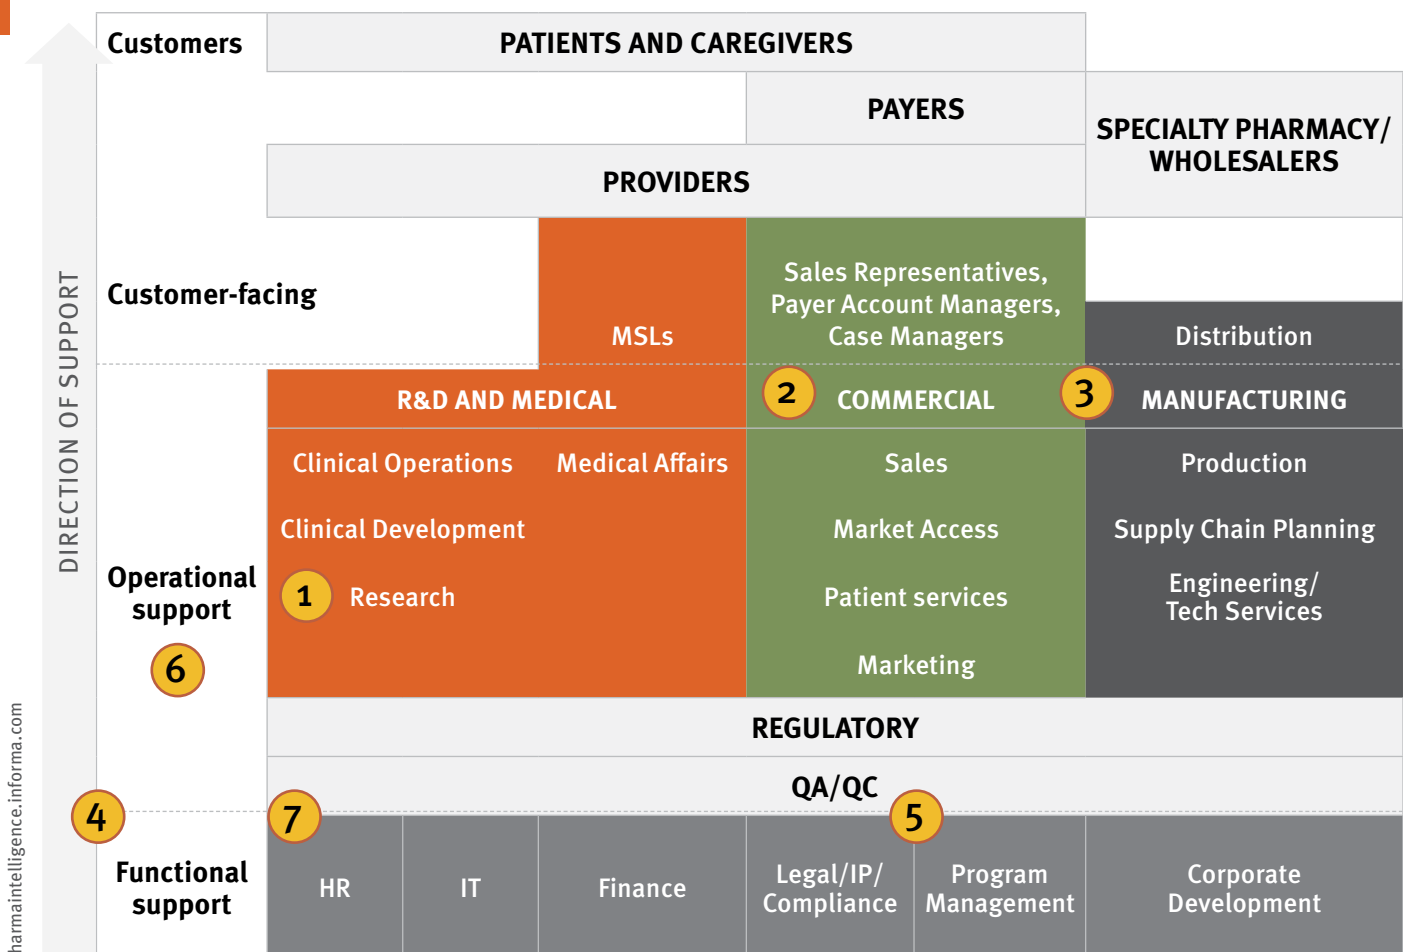 Customers
PATIENTS AND CAREGIVERS
PAYERS
SPECIALTY PHARMACY/
WHOLESALERS
PROVIDERS
DIRECTION OF SUPPORT
Customer-facing
MSLs
Sales Representatives,
Payer Account Managers,
Case Managers
Distribution
R&D AND MEDICAL
2
COMMERCIAL
3
MANUFACTURING
Clinical Operations
Medical Affairs
Sales
Production
Clinical Development
Market Access
Supply Chain Planning
Operational
support
1
Research
Patient services
Engineering/
Tech Services
6
Marketing
REGULATORY
QA/QC
4
7
5
Functional
support
HR
IT
Finance
Legal/IP/
Compliance
Program
Management
Corporate
Development
harmaintelligence.informa.com